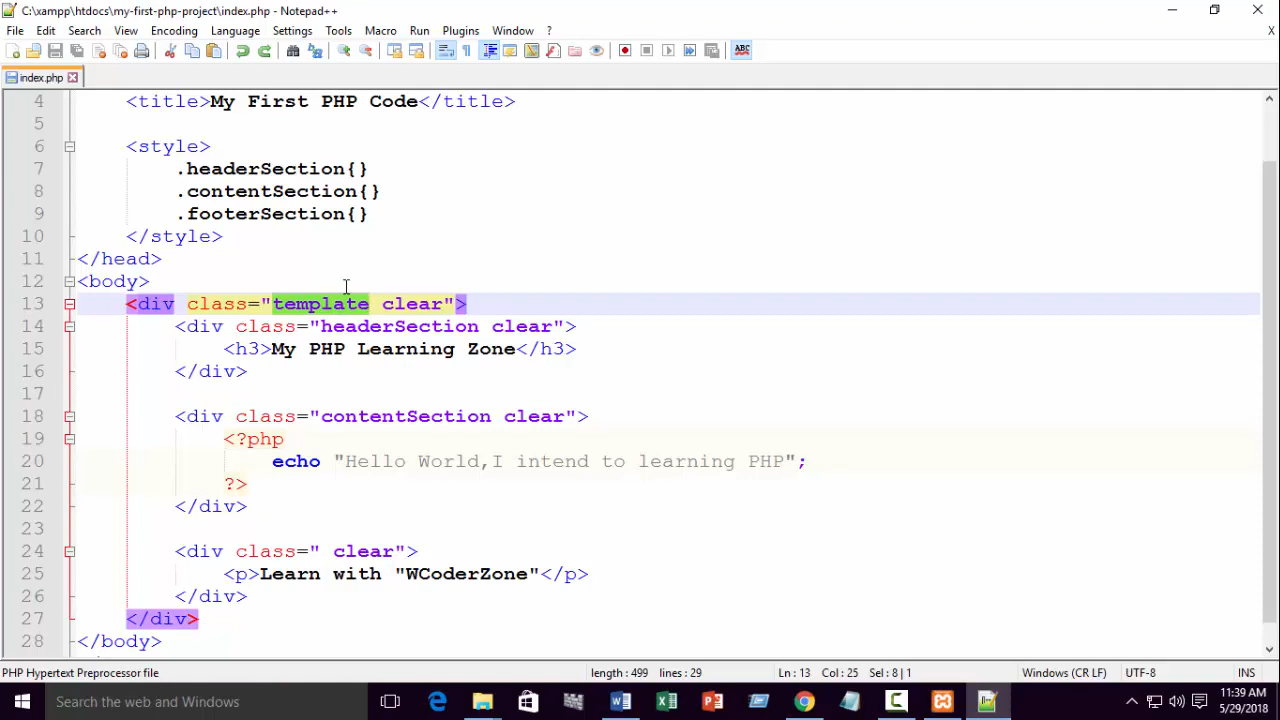 C:\xampp\htdocs\my-first-php-project\index.php - Notepad++
File Edit Search View Encoding Language Settings Tools Macro Run Plugins Window ? X
ABC
index.php
4 <title>My First PHP Code</title>
5
6 <style>
7 .headerSection{}
8 .contentSection{}
9 .footerSection{}
10 </style>
11 </head>
12 <body>
13 <div class="template clear">
14 <div class="headerSection clear">
15 <h3>My PHP Learning Zone</h3>
16 </div>
17
18 <div class="contentSection clear">
19 <?php
20 echo "Hello World,I intend to learning PHP";
21 ?>
22 </div>
23
24 <div class=" clear">
25 <p>Learn with "WCoderZone"</p>
26 </div>
27 </div>
28 </body>
PHP Hypertext Preprocessor file length : 499 lines : 29 Ln : 13 Col : 25 Sel : 8 | 1 Windows (CR LF) UTF-8 INS
Search the web and Windows
11:39 AM
5/29/2018